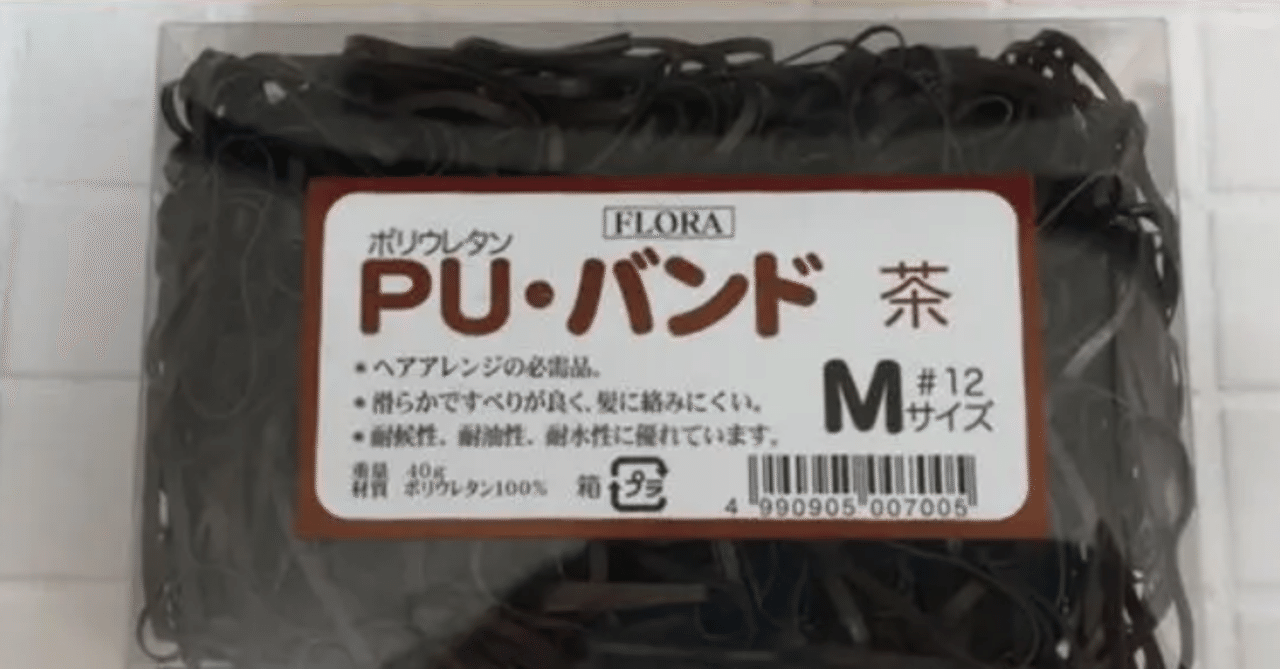 FLORA
ポリウレタン
PU・バンド 茶
•ヘアアレンジの必需品。
•滑らかですべりが良く、髪に絡みにくい。
•耐候性、耐油性、耐水性に優れています。
M #12
サイズ
重量 40g
材質 ポリウレタン100%
箱 プラ
4 990905 007005